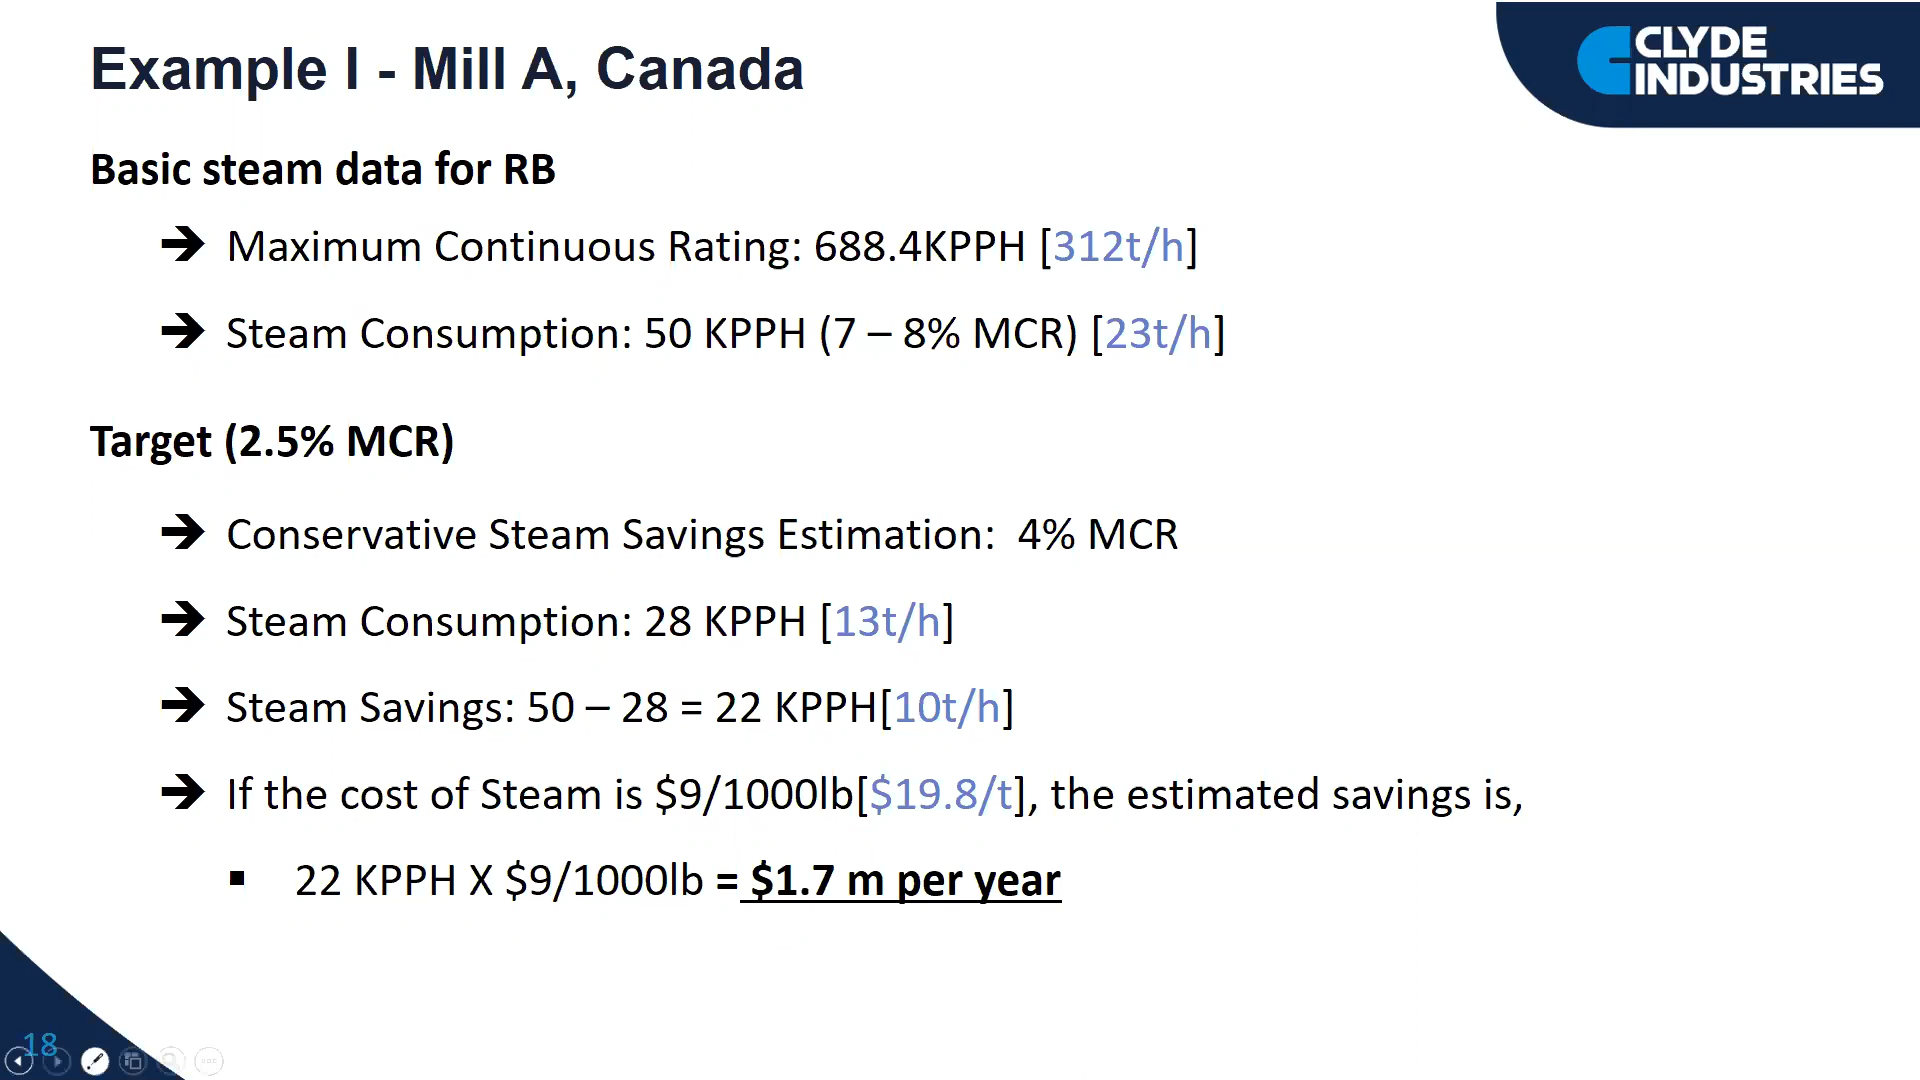 Example I - Mill A, Canada
CLYDE
INDUSTRIES
Basic steam data for RB
➔ Maximum Continuous Rating: 688.4KPPH [312t/h]
➔ Steam Consumption: 50 KPPH (7 – 8% MCR) [23t/h]
Target (2.5% MCR)
➔ Conservative Steam Savings Estimation:  4% MCR
➔ Steam Consumption: 28 KPPH [13t/h]
➔ Steam Savings: 50 – 28 = 22 KPPH[10t/h]
➔ If the cost of Steam is $9/1000lb[$19.8/t], the estimated savings is,
▪ 22 KPPH X $9/1000lb = $1.7 m per year
18